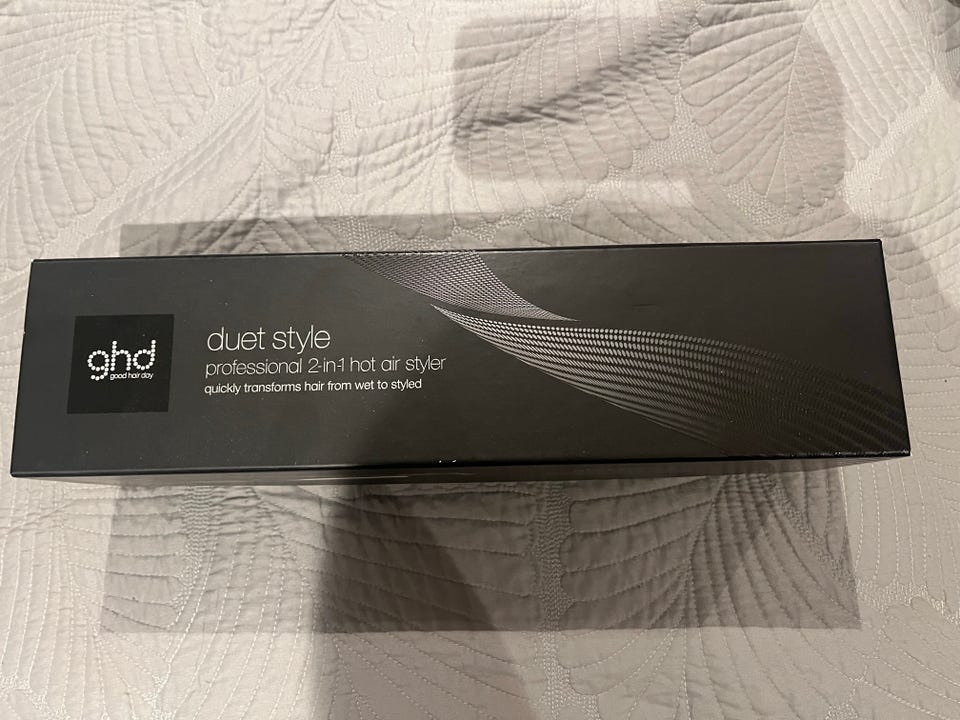 ghd
good hair day
duet style
professional 2-in-1 hot air styler
quickly transforms hair from wet to styled